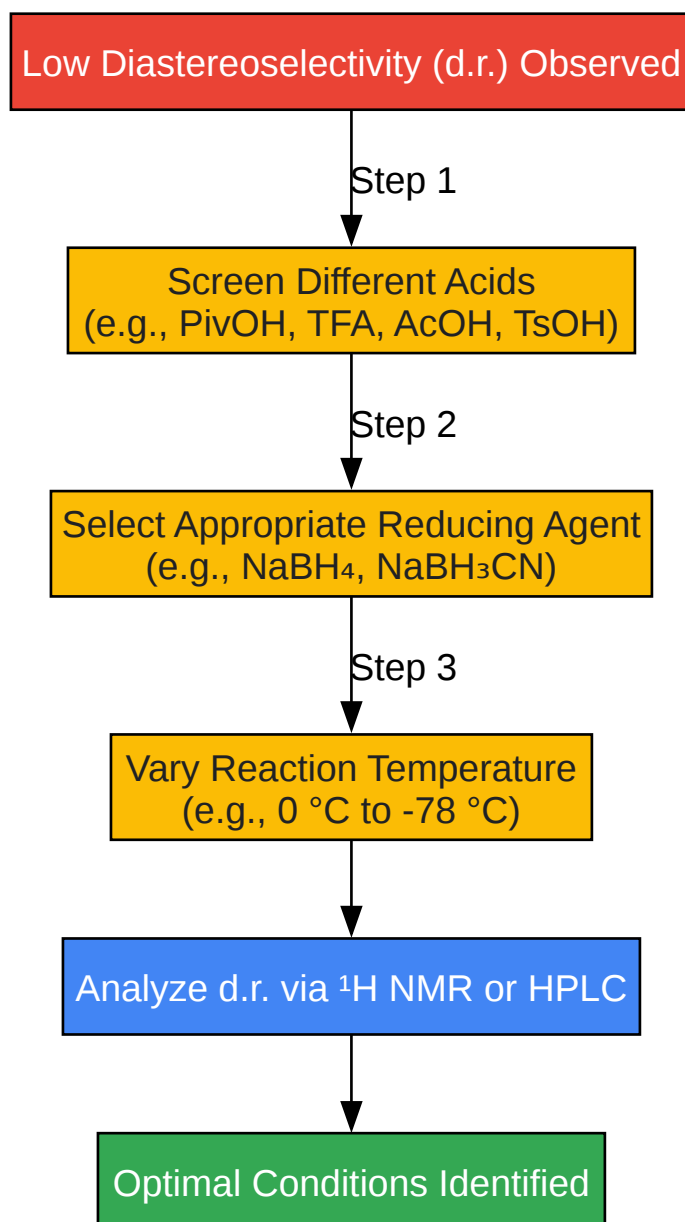 Low Diastereoselectivity (d.r.) Observed
Step 1
Screen Different Acids
(e.g., PivOH, TFA, AcOH, TsOH)
Step 2
Select Appropriate Reducing Agent
(e.g., NaBH₄, NaBH₃CN)
Step 3
Vary Reaction Temperature
(e.g., 0 °C to -78 °C)
Analyze d.r. via ¹H NMR or HPLC
Optimal Conditions Identified